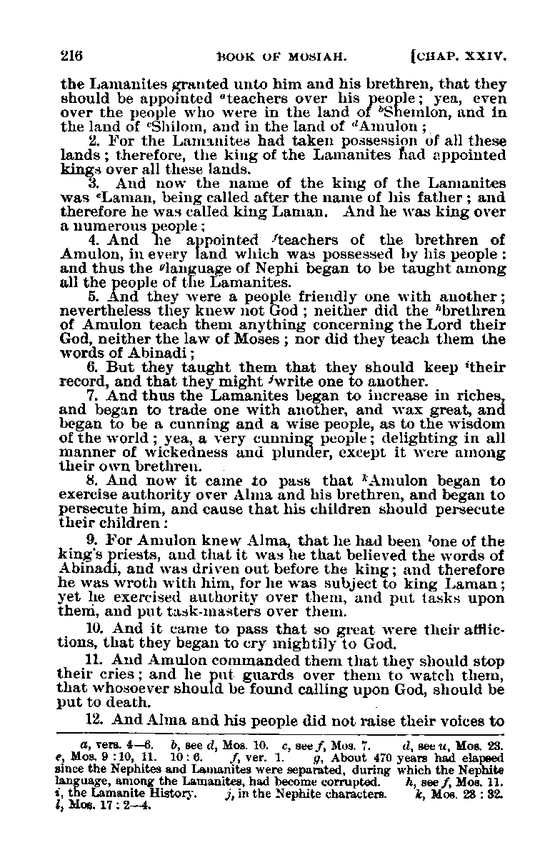 216 BOOK OF MOSIAH. [CHAP. XXIV.
the Lamanites granted unto him and his brethren, that they
should be appointed ᵃteachers over his people; yea, even
over the people who were in the land of ᵇShemlon, and in
the land of ᶜShilom, and in the land of ᵈAmulon;
2. For the Lamanites had taken possession of all these
lands; therefore, the king of the Lamanites had appointed
kings over all these lands.
3. And now the name of the king of the Lamanites
was ᵉLaman, being called after the name of his father; and
therefore he was called king Laman. And he was king over
a numerous people;
4. And he appointed ᶠteachers of the brethren of
Amulon, in every land which was possessed by his people:
and thus the ᵍlanguage of Nephi began to be taught among
all the people of the Lamanites.
5. And they were a people friendly one with another;
nevertheless they knew not God; neither did the ʰbrethren
of Amulon teach them anything concerning the Lord their
God, neither the law of Moses; nor did they teach them the
words of Abinadi;
6. But they taught them that they should keep ⁱtheir
record, and that they might ʲwrite one to another.
7. And thus the Lamanites began to increase in riches,
and began to trade one with another, and wax great, and
began to be a cunning and a wise people, as to the wisdom
of the world; yea, a very cunning people; delighting in all
manner of wickedness and plunder, except it were among
their own brethren.
8. And now it came to pass that ᵏAmulon began to
exercise authority over Alma and his brethren, and began to
persecute him, and cause that his children should persecute
their children:
9. For Amulon knew Alma, that he had been ˡone of the
king's priests, and that it was he that believed the words of
Abinadi, and was driven out before the king; and therefore
he was wroth with him, for he was subject to king Laman;
yet he exercised authority over them, and put tasks upon
them, and put task-masters over them.
10. And it came to pass that so great were their afflic-
tions, that they began to cry mightily to God.
11. And Amulon commanded them that they should stop
their cries; and he put guards over them to watch them,
that whosoever should be found calling upon God, should be
put to death.
12. And Alma and his people did not raise their voices to
a, vers. 4—6. b, see d, Mos. 10. c, see f, Mos. 7. d, see u, Mos. 23.
e, Mos. 9:10, 11. 10:6. f, ver. 1. g, About 470 years had elapsed
since the Nephites and Lamanites were separated, during which the Nephite
language, among the Lamanites, had become corrupted. h, see f, Mos. 11.
i, the Lamanite History. j, in the Nephite characters. k, Mos. 23:32.
l, Mos. 17:2—4.